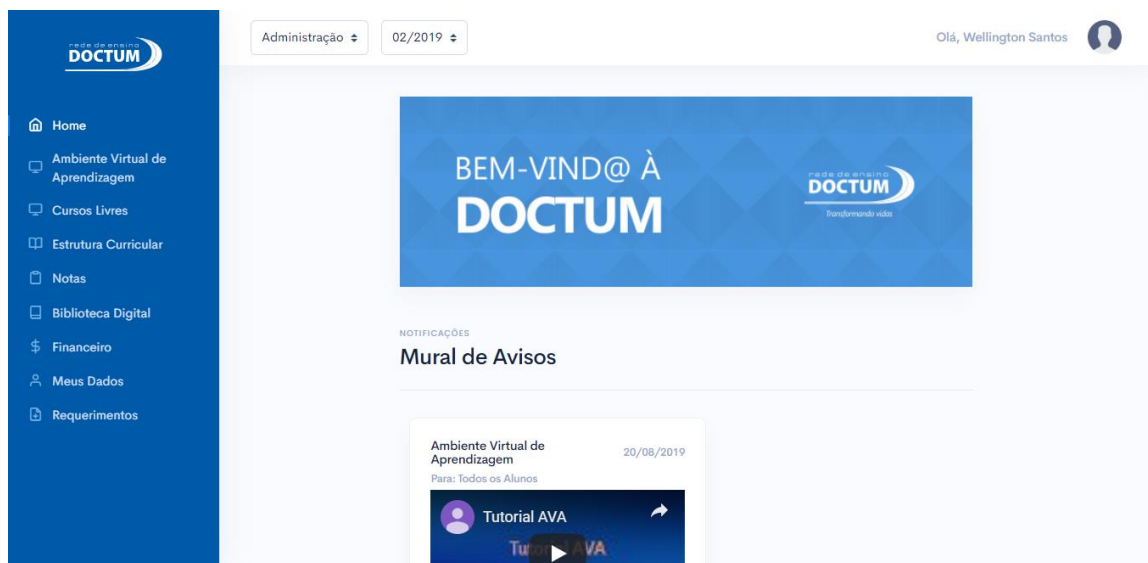 rede de ensino
DOCTUM
Home
Ambiente Virtual de
Aprendizagem
Cursos Livres
Estrutura Curricular
Notas
Biblioteca Digital
Financeiro
Meus Dados
Requerimentos
Administração
02/2019
Olá, Wellington Santos
BEM-VIND@ À
DOCTUM
rede de ensino
DOCTUM
Transformando vidas
NOTIFICAÇÕES
Mural de Avisos
Ambiente Virtual de
Aprendizagem
20/08/2019
Para: Todos os Alunos
Tutorial AVA
Tutorial AVA